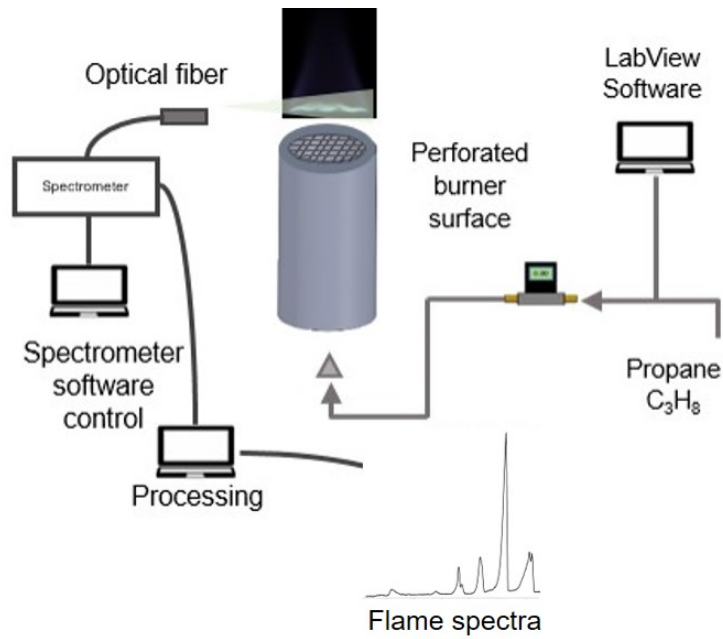 Optical fiber
LabView
Software
Perforated
burner
surface
Spectrometer
Spectrometer
software
control
Propane
C₃H₈
Processing
Flame spectra